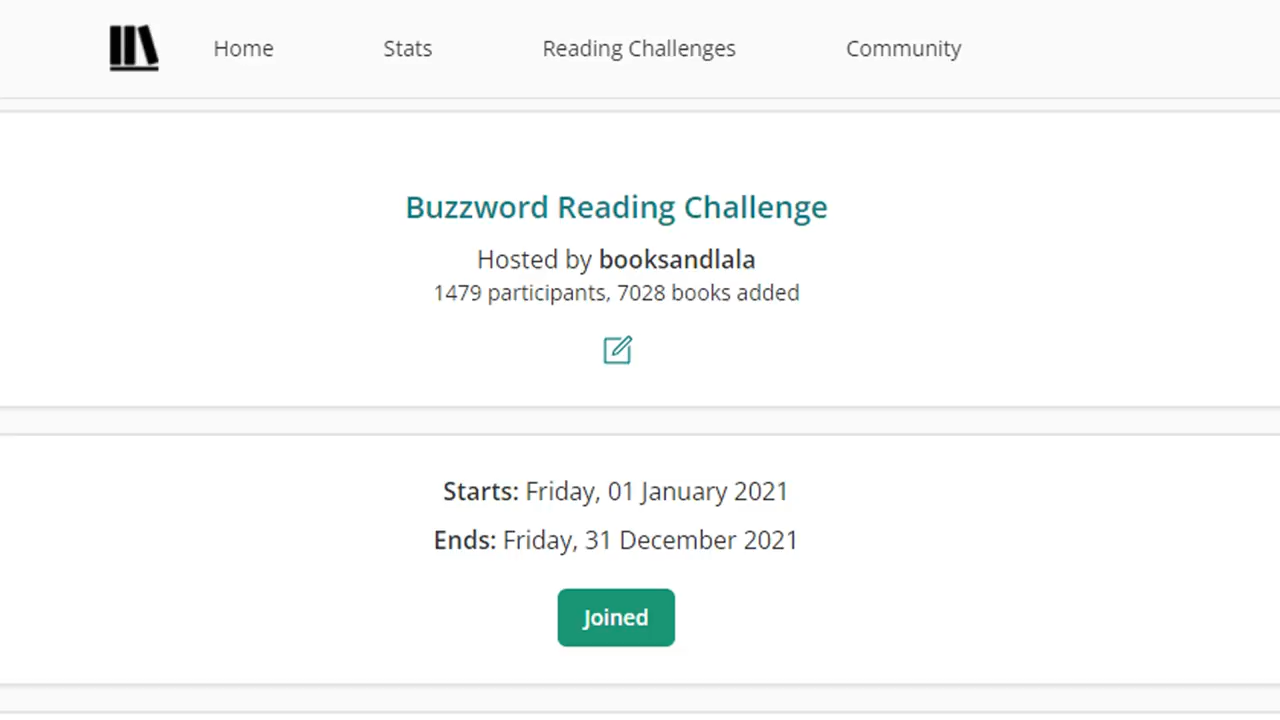 Home Stats Reading Challenges Community
Buzzword Reading Challenge
Hosted by booksandlala
1479 participants, 7028 books added
Starts: Friday, 01 January 2021
Ends: Friday, 31 December 2021
Joined